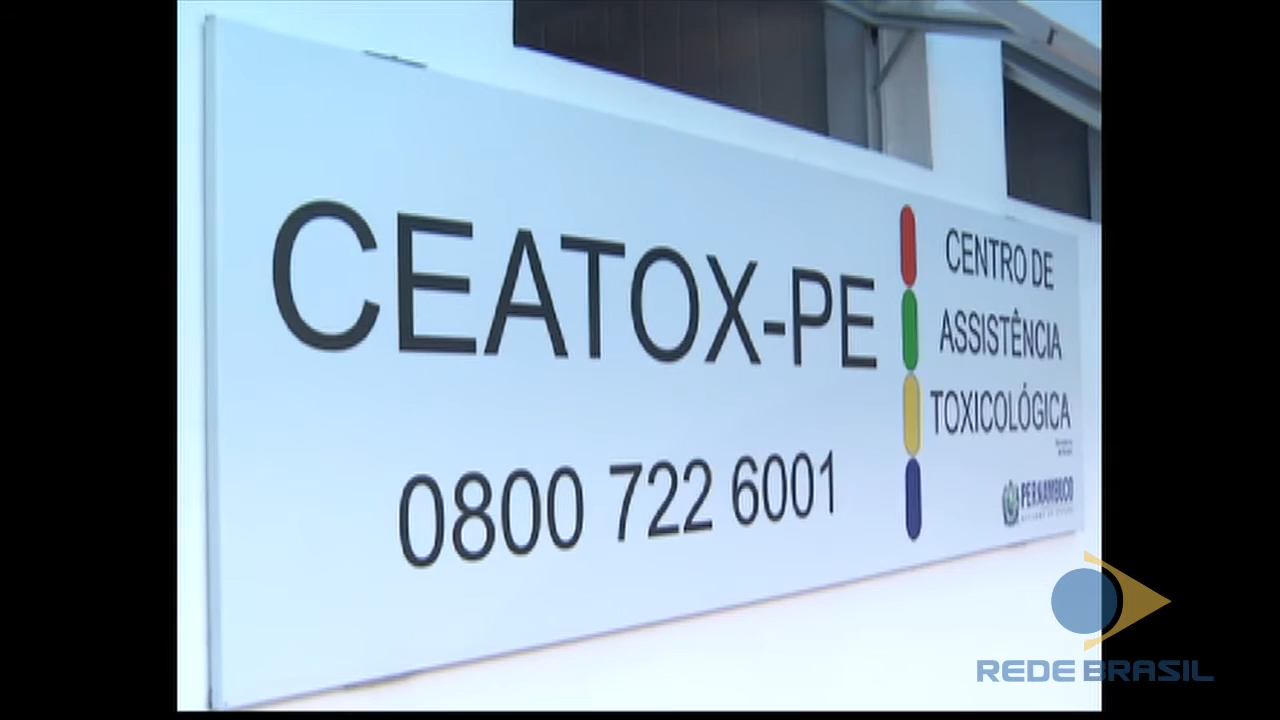 CEATOX-PE
0800 722 6001
CENTRO DE
ASSISTÊNCIA
TOXICOLÓGICA
PERNAMBUCO
REDE BRASIL